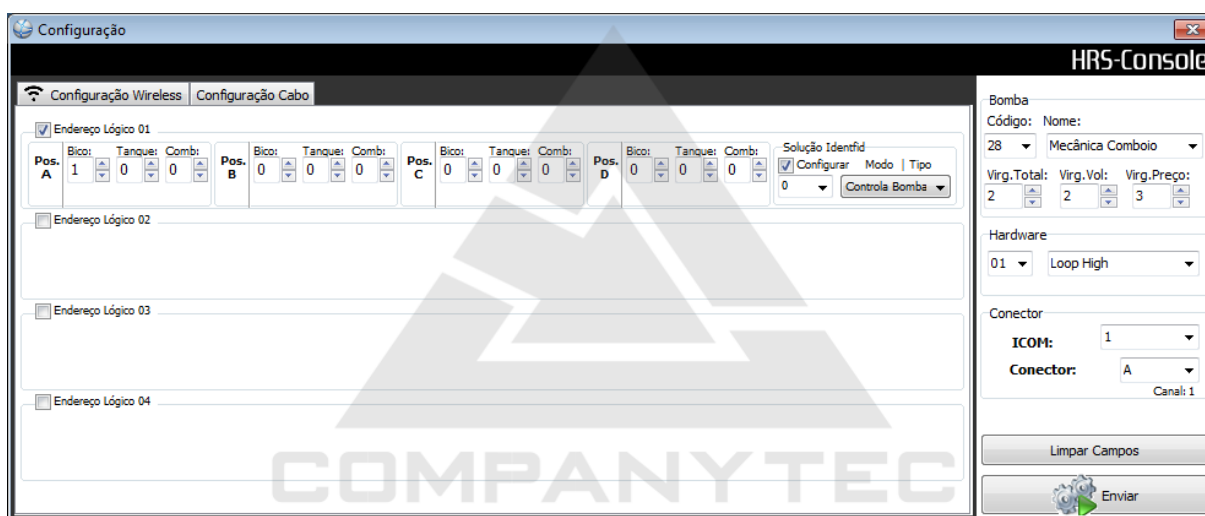 Configuração
HRS-Console
Configuração Wireless Configuração Cabo
Endereço Lógico 01
Pos. A Bico: 1 Tanque: 0 Comb: 0 Pos. B Bico: 0 Tanque: 0 Comb: 0 Pos. C Bico: 0 Tanque: 0 Comb: 0 Pos. D Bico: 0 Tanque: 0 Comb: 0
Solução Identfid
Configurar Modo | Tipo
0 Controla Bomba
Endereço Lógico 02
Endereço Lógico 03
Endereço Lógico 04
Bomba
Código: Nome:
28 Mecânica Comboio
Virg.Total: Virg.Vol: Virg.Preço:
2 2 3
Hardware
01 Loop High
Conector
ICOM: 1
Conector: A
Canal: 1
Limpar Campos
Enviar
COMPANYTEC